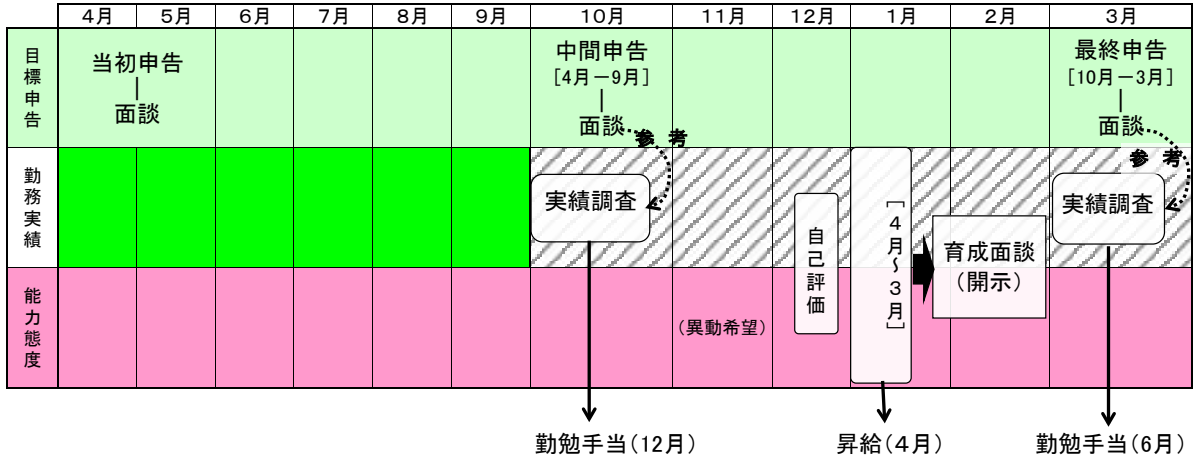 4月 5月 6月 7月 8月 9月 10月 11月 12月 1月 2月 3月
目標申告
当初申告
面談
中間申告
[4月－9月]
面談
参考
最終申告
[10月－3月]
面談
参考
勤務実績
実績調査
自己評価
[4月～3月]
育成面談
(開示)
実績調査
能力態度
(異動希望)
勤勉手当(12月)
昇給(4月)
勤勉手当(6月)